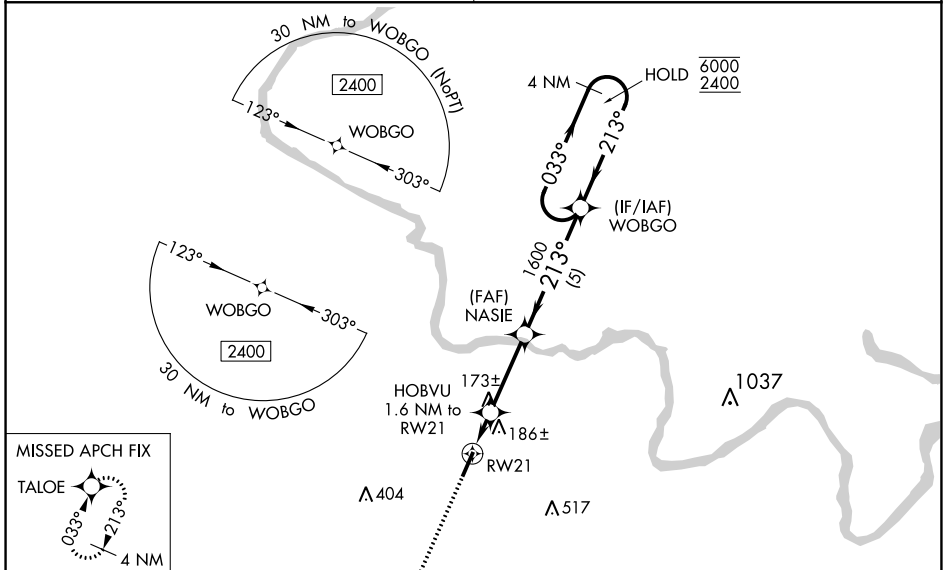 30 NM to WOBGO (NoPT)
2400
123°
WOBGO
303°
4 NM
HOLD
6000
2400
033°
213°
(IF/IAF)
WOBGO
1600
213°
(5)
123°
WOBGO
303°
2400
30 NM to WOBGO
(FAF)
NASIE
HOBVU
1.6 NM to
RW21
173±
186±
RW21
1037
404
517
MISSED APCH FIX
TALOE
033°
213°
4 NM